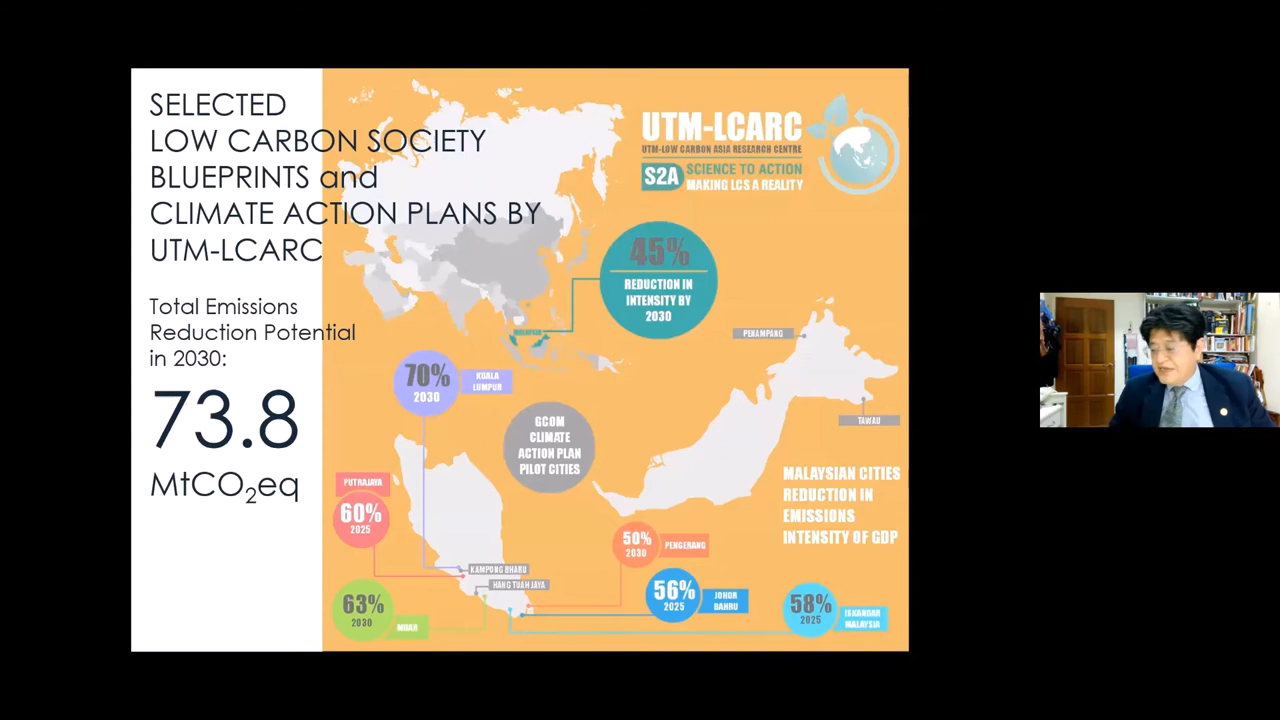 SELECTED
LOW CARBON SOCIETY
BLUEPRINTS and
CLIMATE ACTION PLANS BY
UTM-LCARC
Total Emissions
Reduction Potential
in 2030:
73.8
MtCO₂eq
UTM-LCARC
UTM-LOW CARBON ASIA RESEARCH CENTRE
S2A
SCIENCE TO ACTION
MAKING LCS A REALITY
45%
REDUCTION IN
INTENSITY BY
2030
MALAYSIA
PENAMPANG
TAWAU
70%
2030
KUALA
LUMPUR
GCOM
CLIMATE
ACTION PLAN
PILOT CITIES
MALAYSIAN CITIES
REDUCTION IN
EMISSIONS
INTENSITY OF GDP
PUTRAJAYA
60%
2025
50%
2030
PENGERANG
KAMPONG BHARU
HANG TUAH JAYA
63%
2030
MUAR
56%
2025
JOHOR
BAHRU
58%
2025
ISKANDAR
MALAYSIA